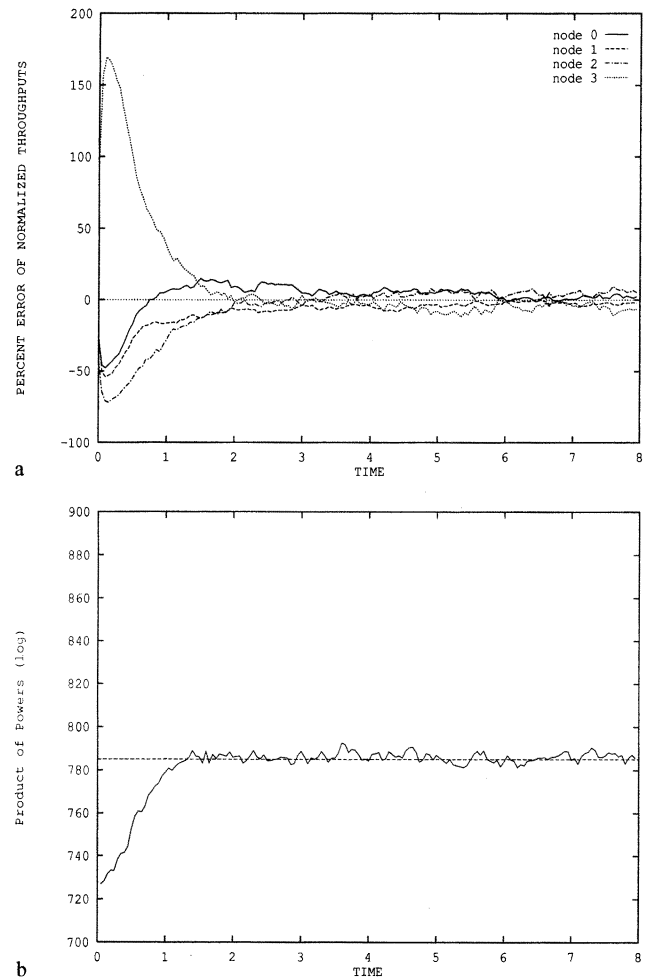 200
150
100
50
0
-50
-100
PERCENT ERROR OF NORMALIZED THROUGHPUTS
node 0
node 1
node 2
node 3
0 1 2 3 4 5 6 7 8
TIME
a
900
880
860
840
820
800
780
760
740
720
700
Product of Powers (log)
0 1 2 3 4 5 6 7 8
TIME
b